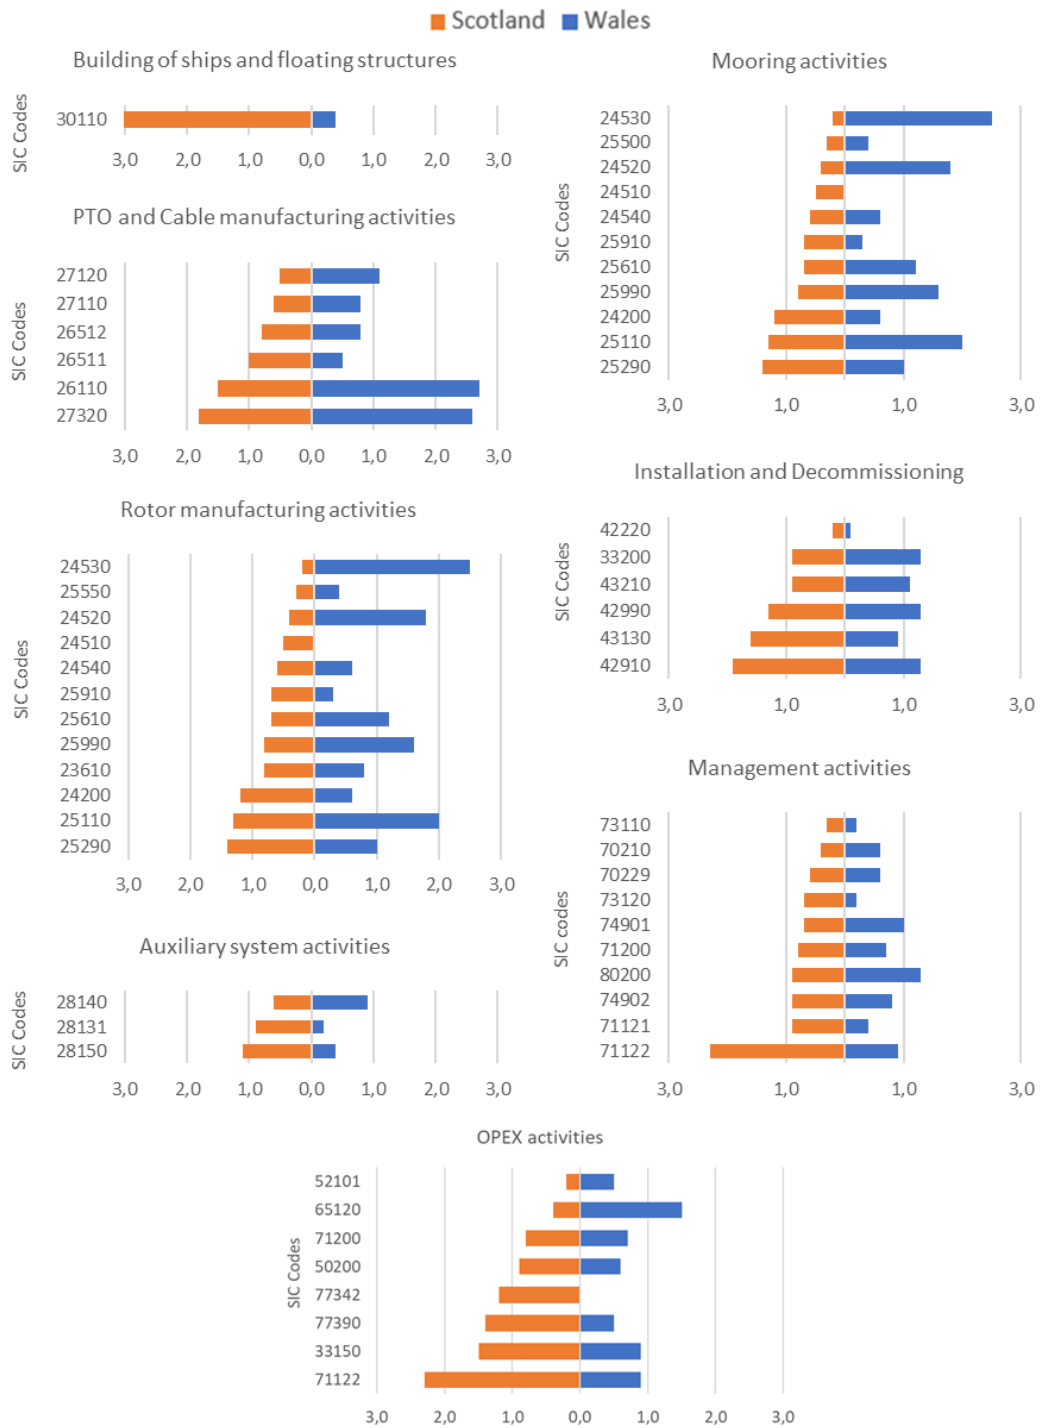 Scotland Wales
Building of ships and floating structures
SIC Codes
30110
3,0 2,0 1,0 0,0 1,0 2,0 3,0
PTO and Cable manufacturing activities
SIC Codes
27120
27110
26512
26511
26110
27320
3,0 2,0 1,0 0,0 1,0 2,0 3,0
Rotor manufacturing activities
SIC Codes
24530
25550
24520
24510
24540
25910
25610
25990
23610
24200
25110
25290
3,0 2,0 1,0 0,0 1,0 2,0 3,0
Auxiliary system activities
SIC Codes
28140
28131
28150
3,0 2,0 1,0 0,0 1,0 2,0 3,0
Mooring activities
SIC Codes
24530
25500
24520
24510
24540
25910
25610
25990
24200
25110
25290
3,0 1,0 1,0 3,0
Installation and Decommissioning
SIC Codes
42220
33200
43210
42990
43130
42910
3,0 1,0 1,0 3,0
Management activities
SIC codes
73110
70210
70229
73120
74901
71200
80200
74902
71121
71122
3,0 1,0 1,0 3,0
OPEX activities
SIC Codes
52101
65120
71200
50200
77342
77390
33150
71122
3,0 2,0 1,0 0,0 1,0 2,0 3,0